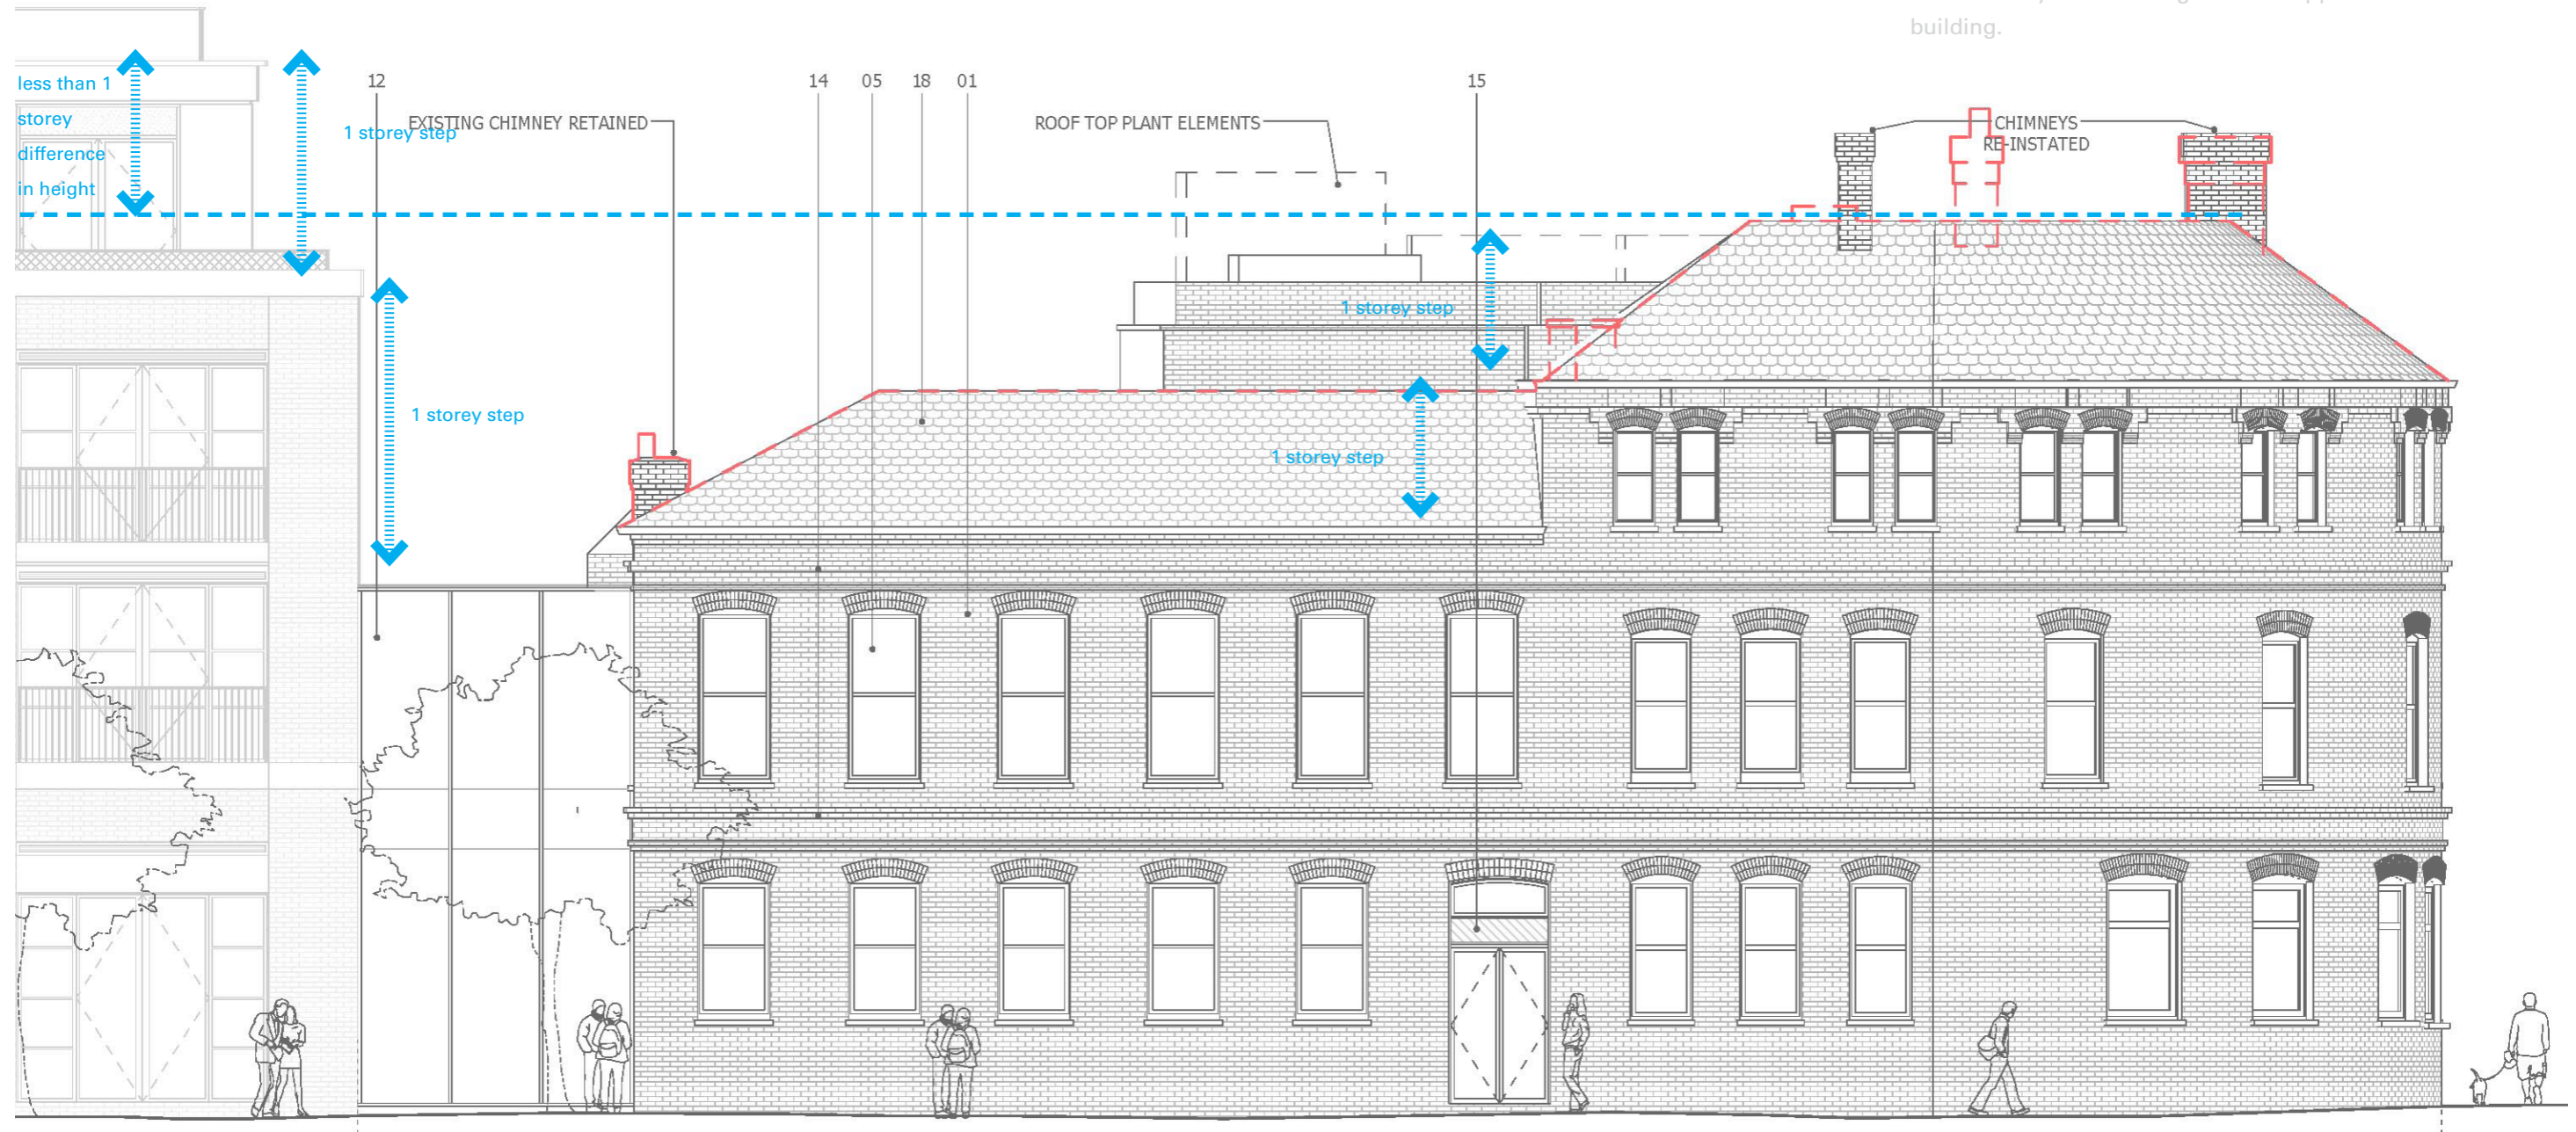 building.
less than 1
storey
difference
in height
1 storey step
12
EXISTING CHIMNEY RETAINED
14
05
18
01
ROOF TOP PLANT ELEMENTS
15
CHIMNEYS
RE-INSTATED
1 storey step
1 storey step
1 storey step